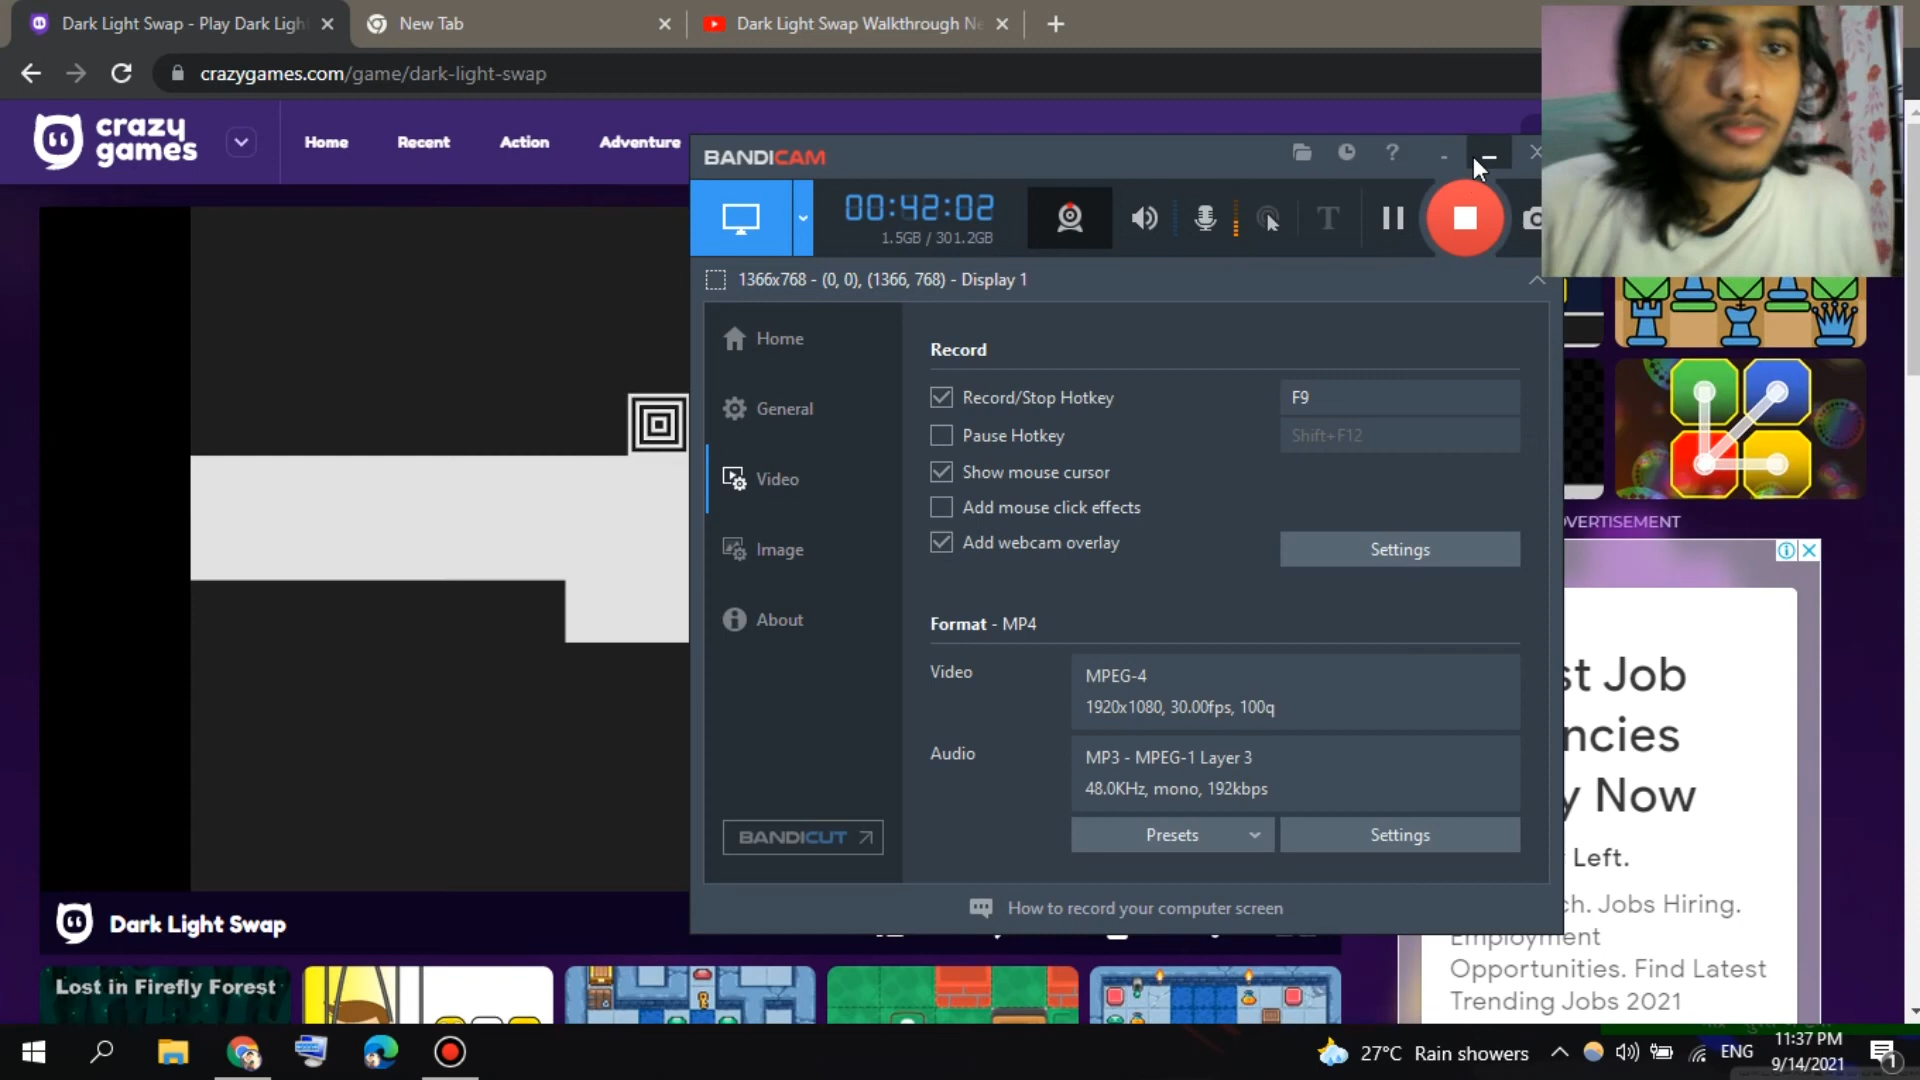 Dark Light Swap - Play Dark Ligh
New Tab
Dark Light Swap Walkthrough Ne
crazygames.com/game/dark-light-swap
crazy
games
Home
Recent
Action
Adventure
BANDICAM
00:42:02
1.5GB / 301.2GB
1366x768 - (0, 0), (1366, 768) - Display 1
Home
General
Video
Image
About
BANDICUT
Record
Record/Stop Hotkey
F9
Pause Hotkey
Shift+F12
Show mouse cursor
Add mouse click effects
Add webcam overlay
Settings
Format - MP4
Video
MPEG-4
1920x1080, 30.00fps, 100q
Audio
MP3 - MPEG-1 Layer 3
48.0KHz, mono, 192kbps
Presets
Settings
How to record your computer screen
VERTISEMENT
st Job
ncies
y Now
Left.
ch. Jobs Hiring.
Employment
Opportunities. Find Latest
Trending Jobs 2021
Dark Light Swap
Lost in Firefly Forest
27°C Rain showers
ENG
11:37 PM
9/14/2021
1